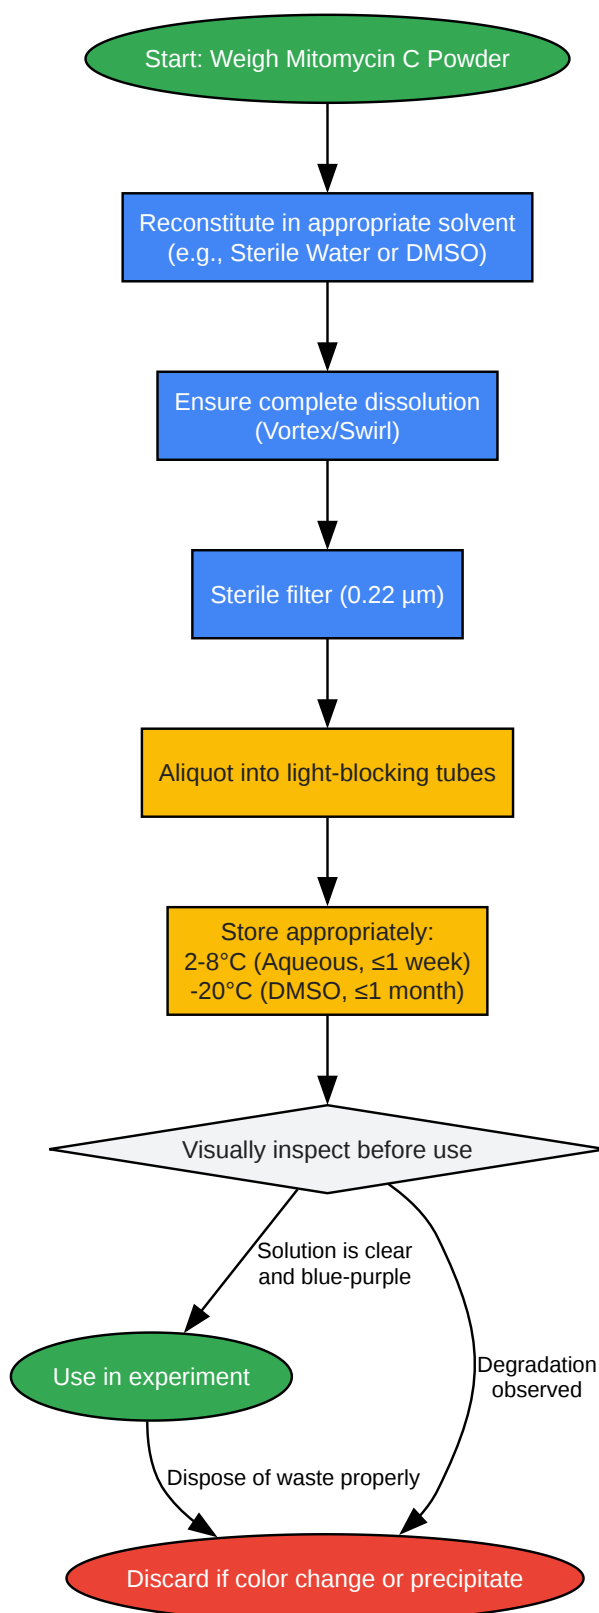 Start: Weigh Mitomycin C Powder
Reconstitute in appropriate solvent
(e.g., Sterile Water or DMSO)
Ensure complete dissolution
(Vortex/Swirl)
Sterile filter (0.22 µm)
Aliquot into light-blocking tubes
Store appropriately:
2-8°C (Aqueous, ≤1 week)
-20°C (DMSO, ≤1 month)
Visually inspect before use
Solution is clear
and blue-purple
Use in experiment
Degradation
observed
Dispose of waste properly
Discard if color change or precipitate